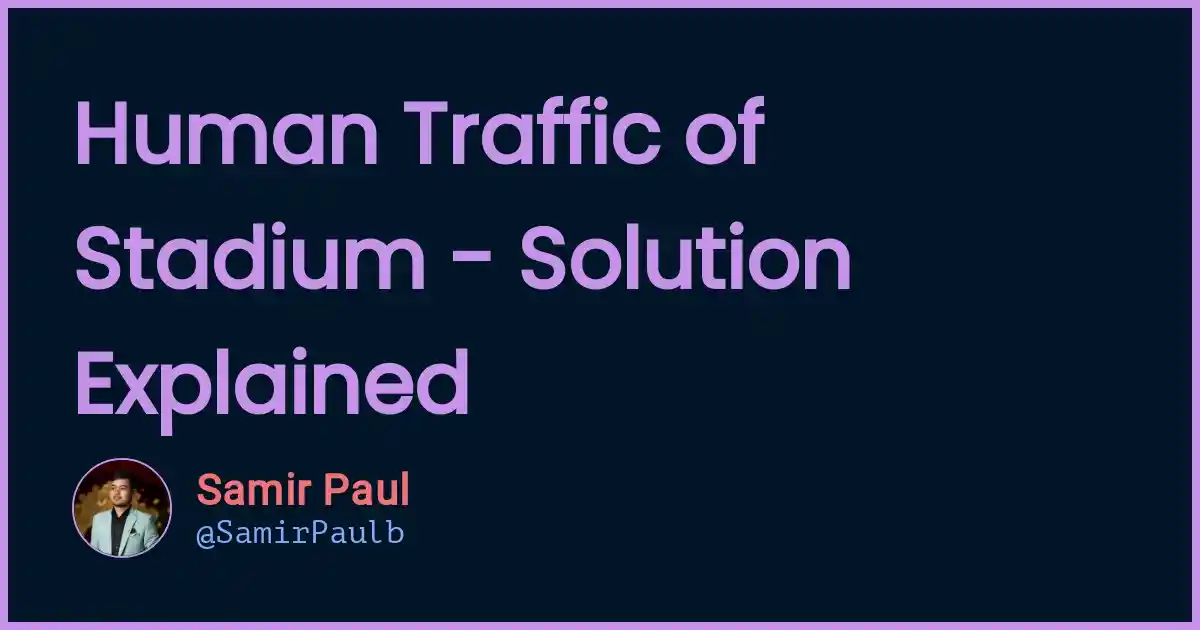 Human Traffic of
Stadium - Solution
Explained
Samir Paul
@SamirPaulb